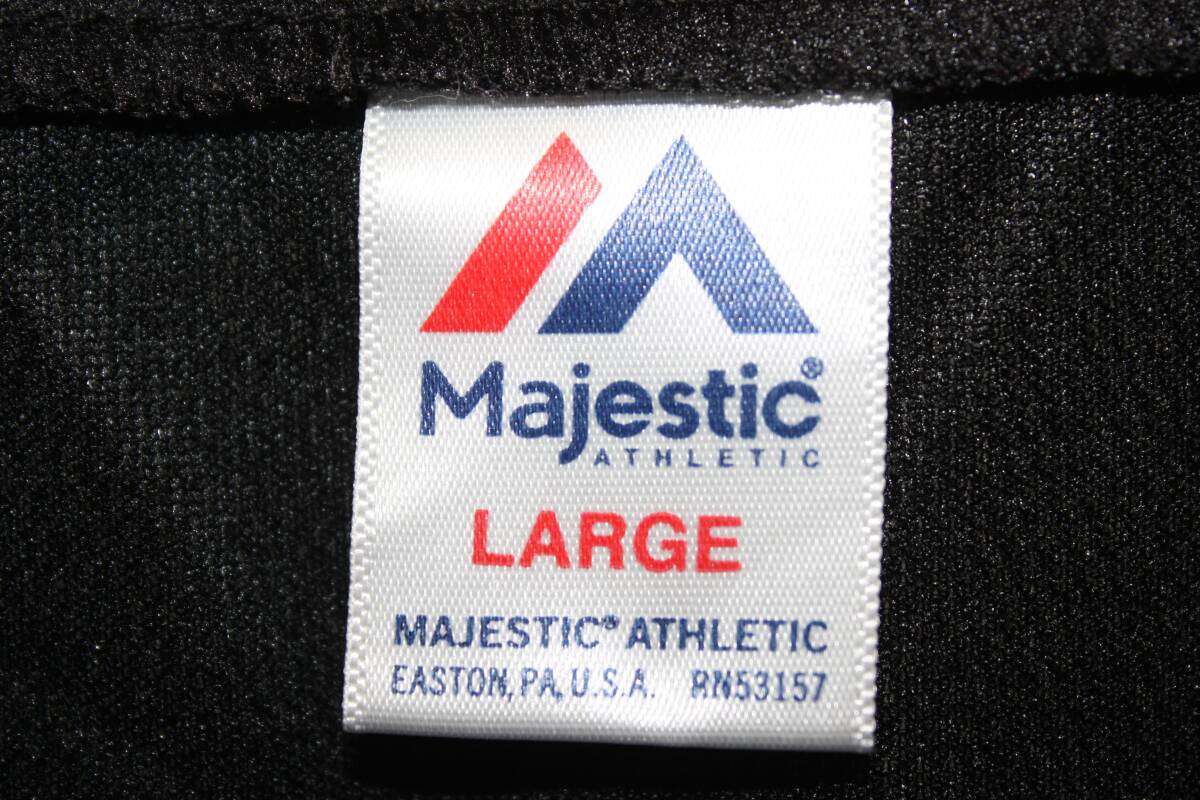 Majestic®
ATHLETIC
LARGE
MAJESTIC® ATHLETIC
EASTON, PA, U.S.A. RN53157